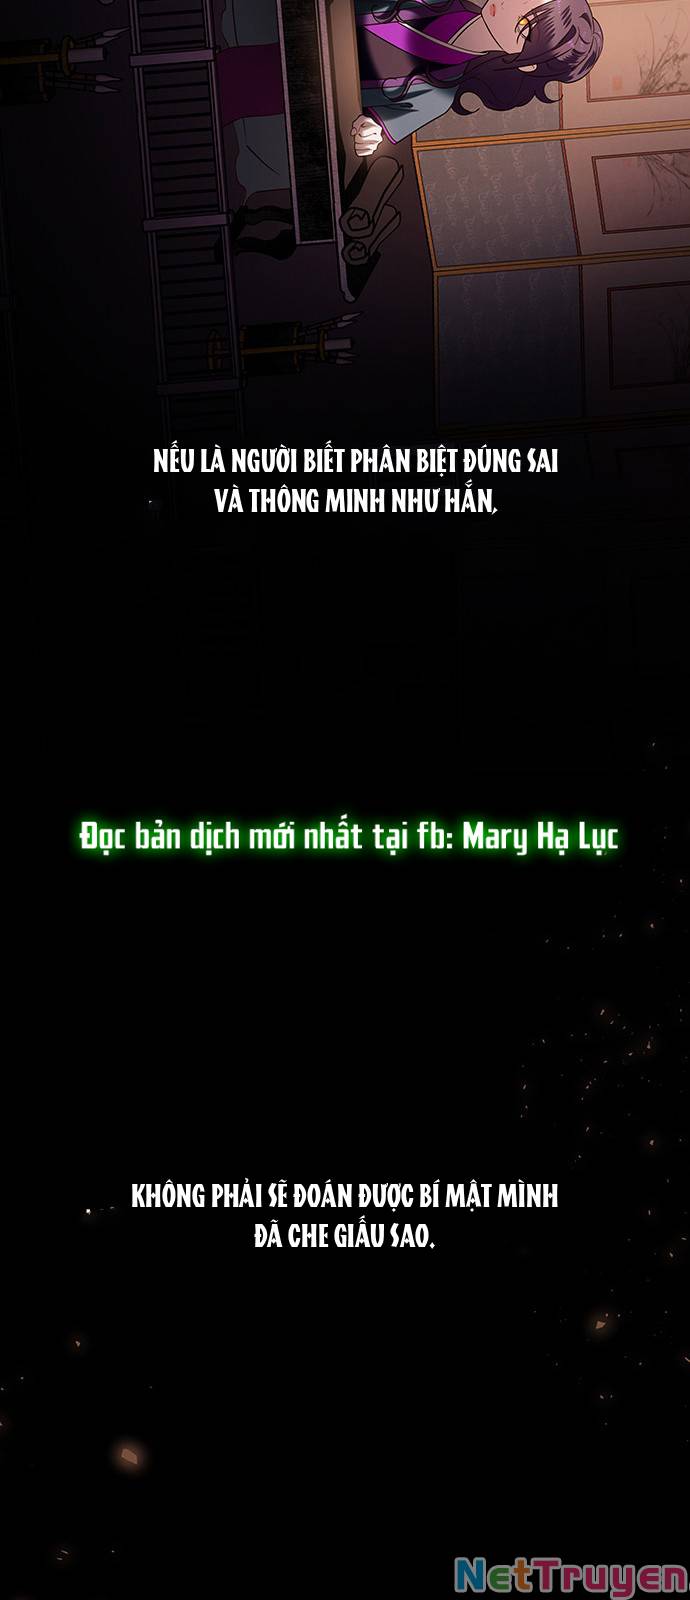 NẾU LÀ NGƯỜI BIẾT PHÂN BIỆT ĐÚNG SAI
VÀ THÔNG MINH NHƯ HẮN,
Đọc bản dịch mới nhất tại fb: Mary Hạ Lục
KHÔNG PHẢI SẼ ĐOÁN ĐƯỢC BÍ MẬT MÌNH
ĐÃ CHE GIẤU SAO.
NetTruyen